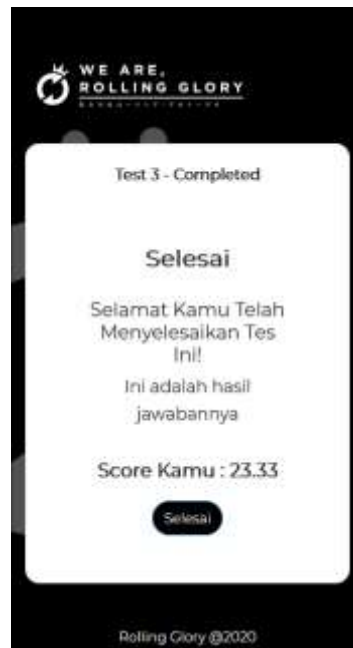 WE ARE,
ROLLING GLORY
Test 3 - Completed
Selesai
Selamat Kamu Telah
Menyelesaikan Tes
Ini!
Ini adalah hasil
jawabannya
Score Kamu : 23.33
Selesai
Rolling Glory @2020